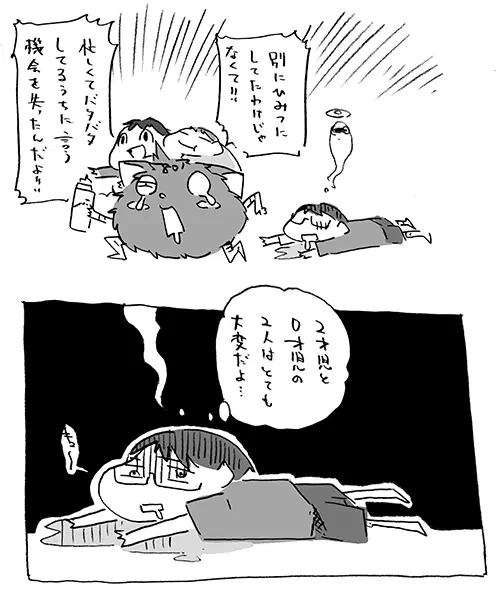 別にひみつに
してたわけじゃ
なくて!!
忙しくてバタバタ
してるうちに言う
機会を失ったんだより!!
2才児と
0才児の
2人はとても
大変だよ…